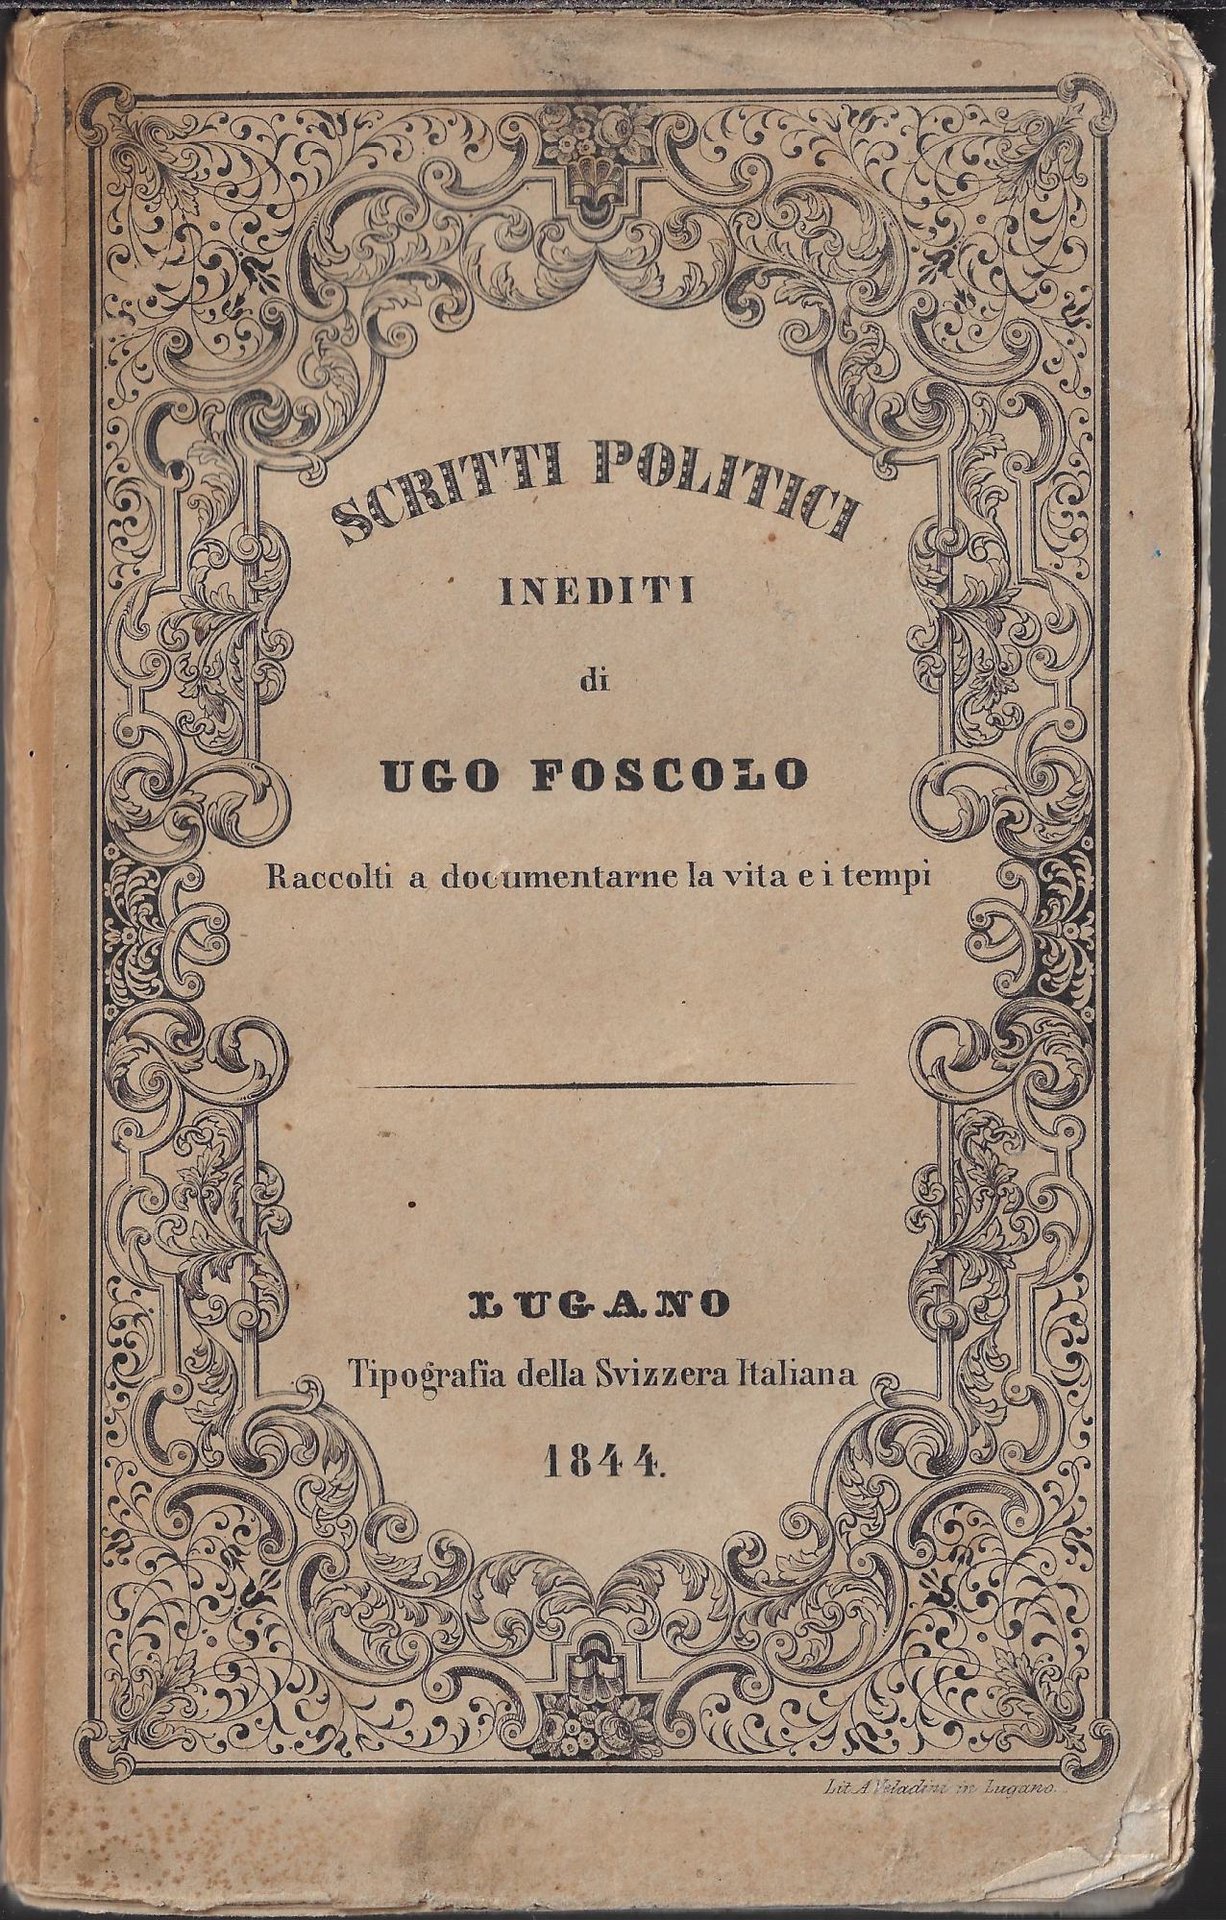 SCRITTI POLITICI
INEDITI
di
UGO FOSCOLO
Raccolti a documentarne la vita e i tempi
LUGANO
Tipografia della Svizzera Italiana
1844.
Lit. A Veladini in Lugano.